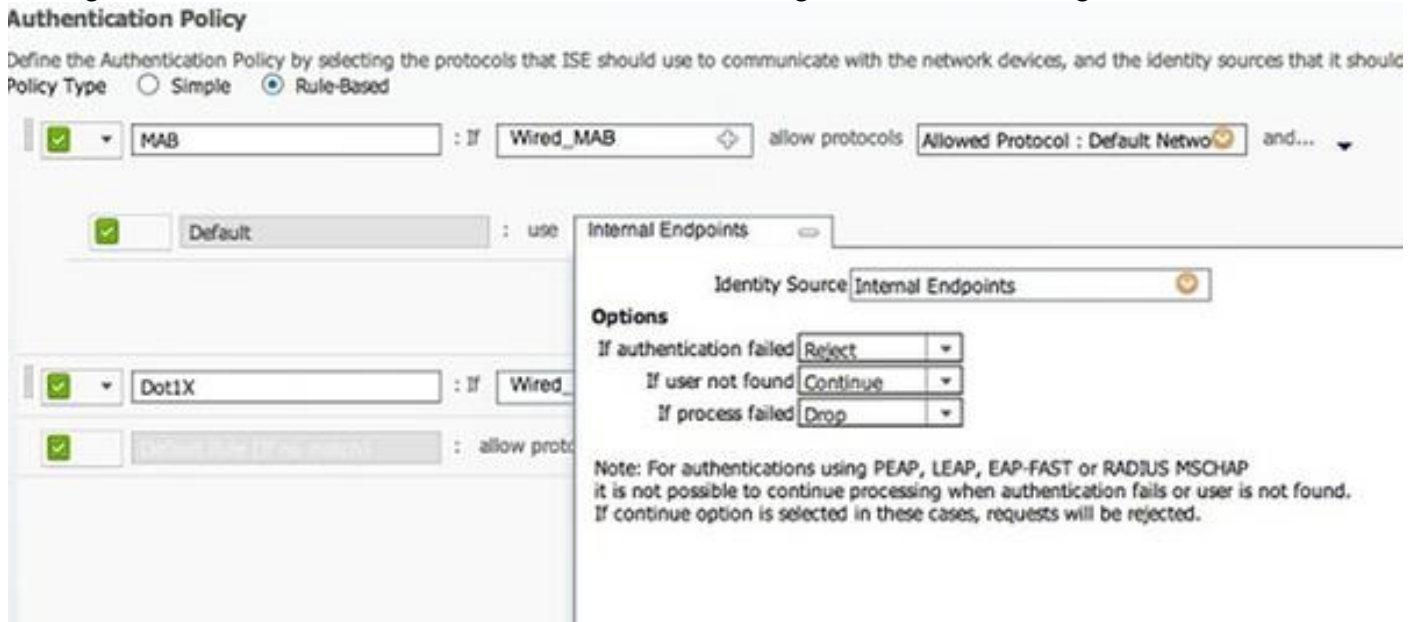 Authentication Policy
Define the Authentication Policy by selecting the protocols that ISE should use to communicate with the network devices, and the identity sources that it should
Policy Type Simple Rule-Based
MAB : If Wired_MAB allow protocols Allowed Protocol : Default Netwo and...
Default : use Internal Endpoints
Identity Source Internal Endpoints
Options
If authentication failed Reject
If user not found Continue
If process failed Drop
Dot1X : If Wired_
: allow proto
Note: For authentications using PEAP, LEAP, EAP-FAST or RADIUS MSCHAP
it is not possible to continue processing when authentication fails or user is not found.
If continue option is selected in these cases, requests will be rejected.